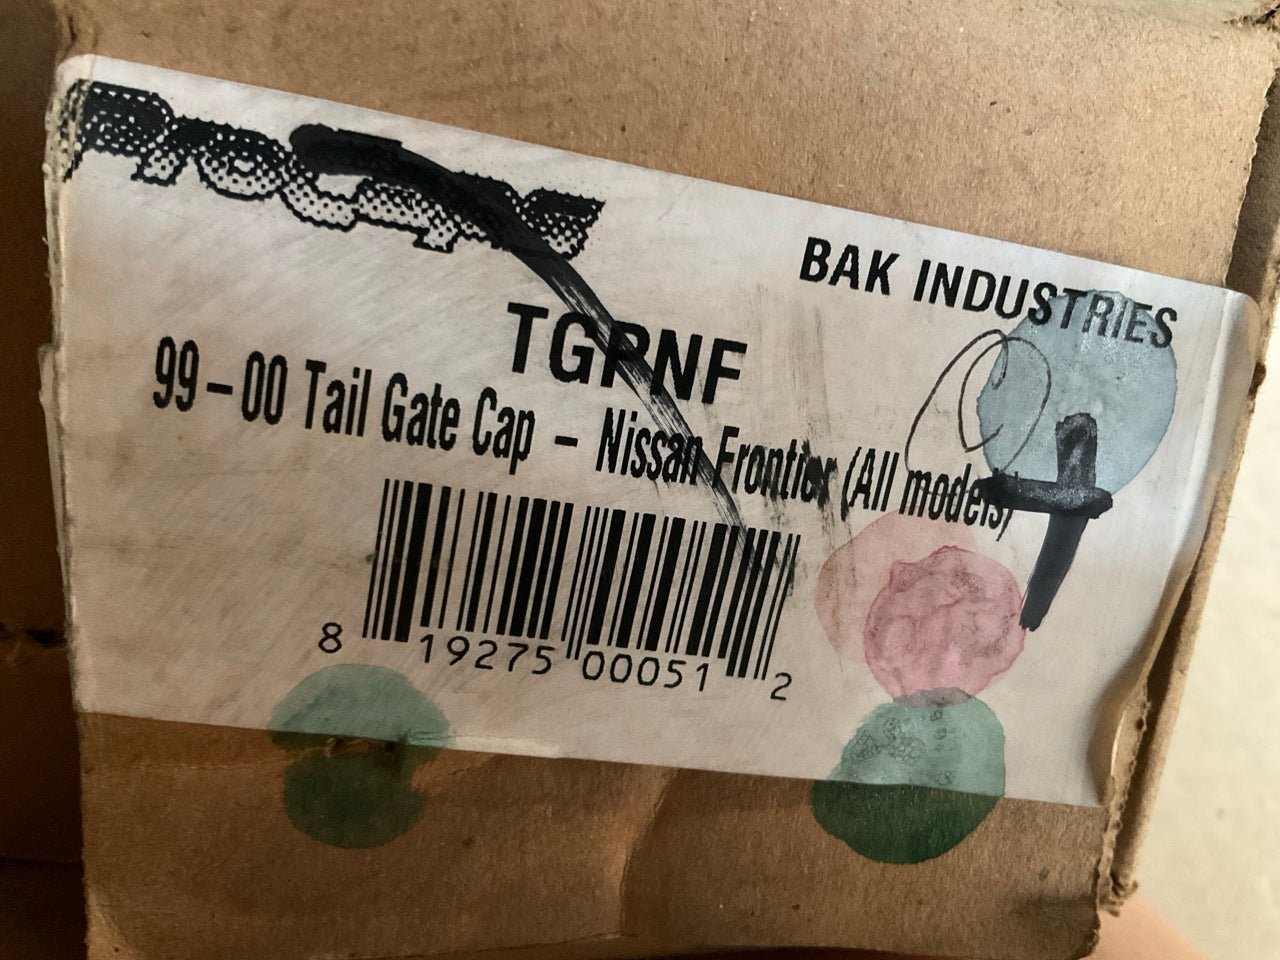 BAK INDUSTRIES
TGPNF
99-00 Tail Gate Cap - Nissan Frontier (All models)
8 19275 00051 2